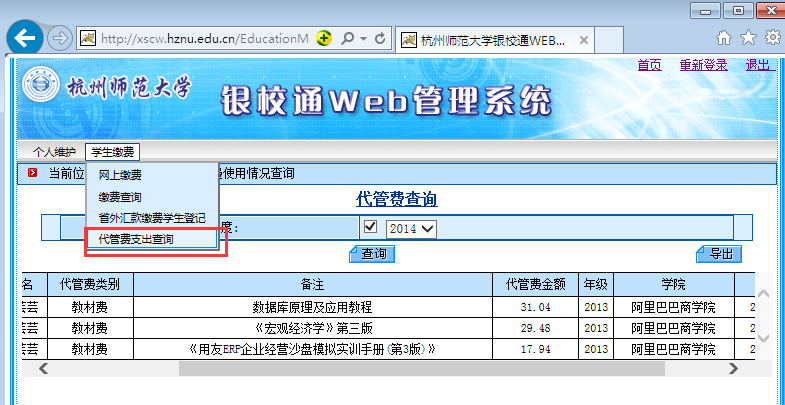 http://xscw.hznu.edu.cn/EducationM
杭州师范大学银校通WEB...
首页 重新登录 退出
杭州师范大学
银校通Web管理系统
个人维护 学生缴费
网上缴费
缴费查询
省外汇款缴费学生登记
代管费支出查询
当前位 使用情况查询
代管费查询
度: 2014
查询 导出
名 代管费类别 备注 代管费金额 年级 学院
芸芸 教材费 数据库原理及应用教程 31.04 2013 阿里巴巴商学院 2
芸芸 教材费 《宏观经济学》第三版 29.48 2013 阿里巴巴商学院 2
芸芸 教材费 《用友ERP企业经营沙盘模拟实训手册(第3版)》 17.94 2013 阿里巴巴商学院 2